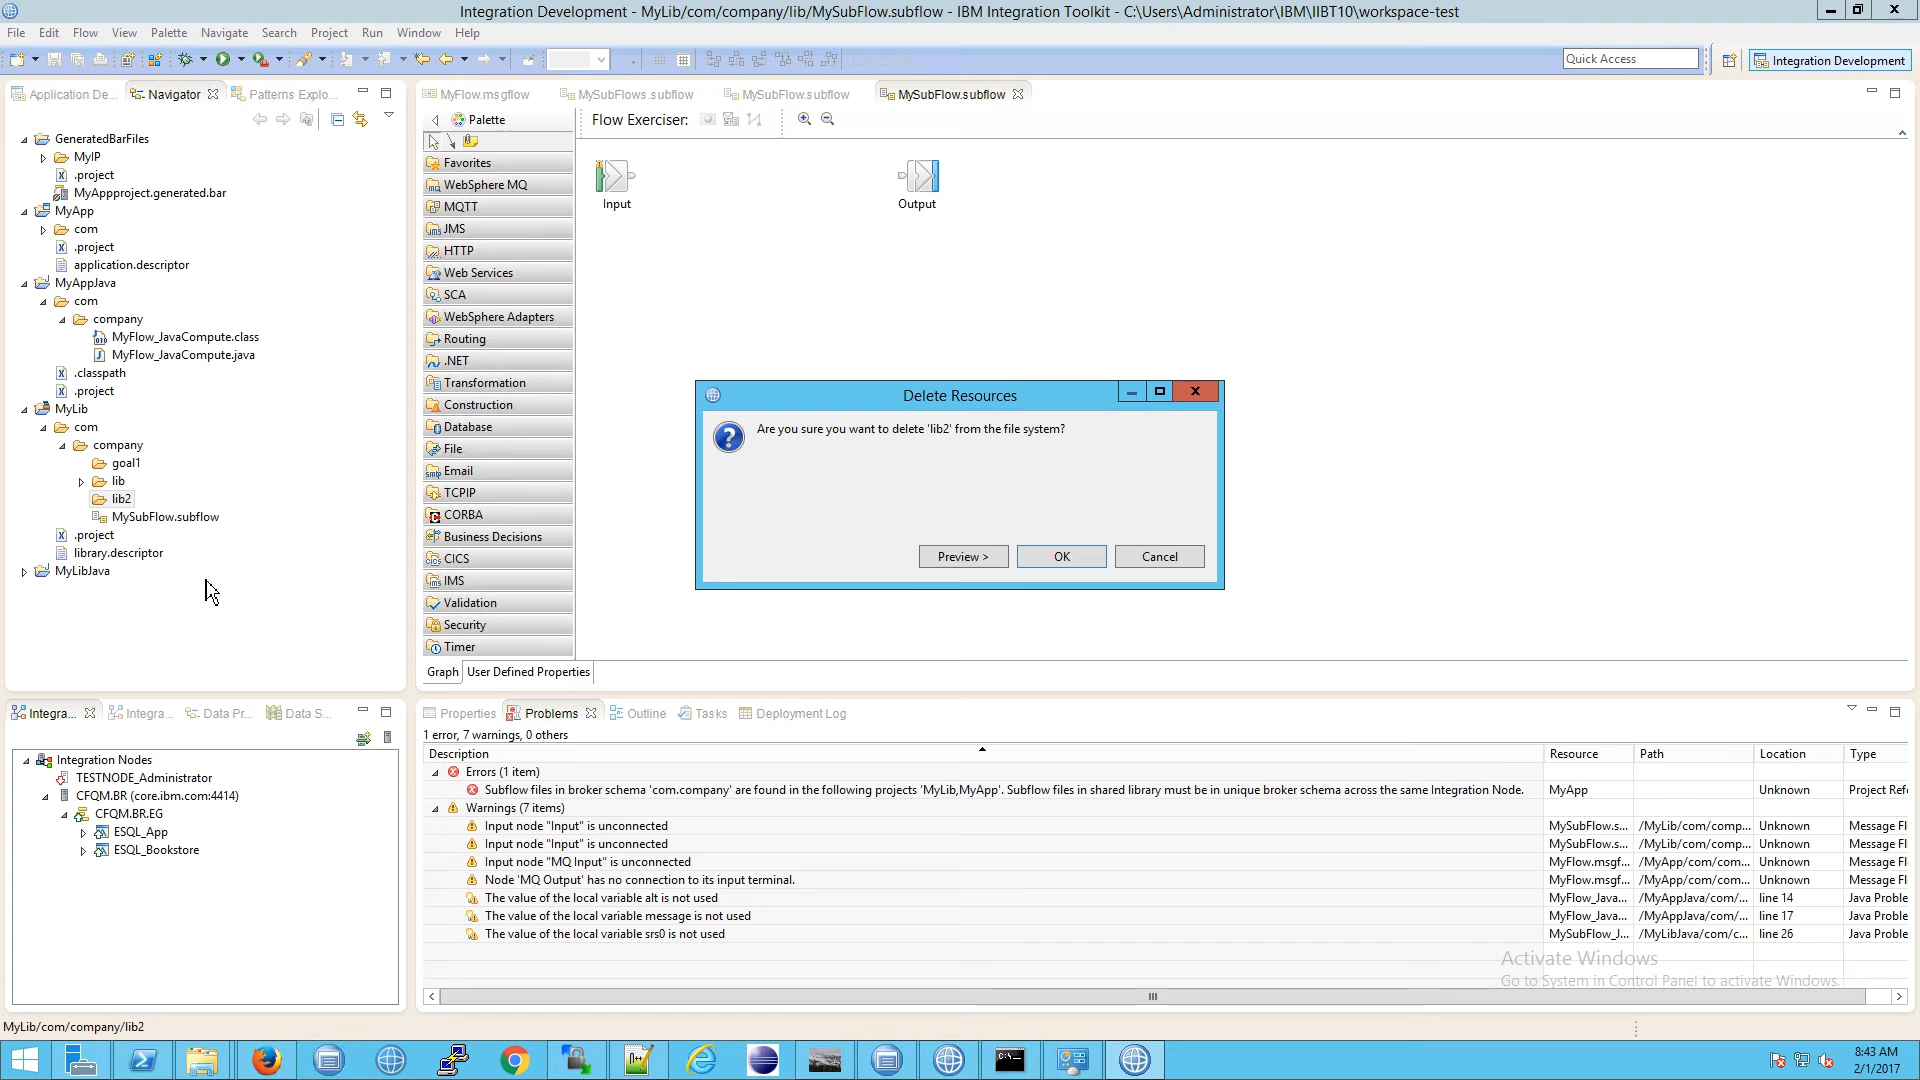 Integration Development - MyLib/com/company/lib/MySubFlow.subflow - IBM Integration Toolkit - C:\Users\Administrator\IBM\IIBT10\workspace-test
File Edit Flow View Palette Navigate Search Project Run Window Help
Quick Access
Integration Development
Application De...
Navigator
Patterns Explo...
MyFlow.msgflow
MySubFlows.subflow
MySubFlow.subflow
MySubFlow.subflow
GeneratedBarFiles
MyIP
.project
MyAppproject.generated.bar
MyApp
com
.project
application.descriptor
MyAppJava
com
company
MyFlow_JavaCompute.class
MyFlow_JavaCompute.java
.classpath
.project
MyLib
com
company
goal1
lib
lib2
MySubFlow.subflow
.project
library.descriptor
MyLibJava
Palette
Favorites
WebSphere MQ
MQTT
JMS
HTTP
Web Services
SCA
WebSphere Adapters
Routing
.NET
Transformation
Construction
Database
File
Email
TCPIP
CORBA
Business Decisions
CICS
IMS
Validation
Security
Timer
Flow Exerciser:
Input
Output
Delete Resources
Are you sure you want to delete 'lib2' from the file system?
Preview >
OK
Cancel
Graph
User Defined Properties
Integra...
Integra...
Data Pr...
Data S...
Integration Nodes
TESTNODE_Administrator
CFQM.BR (core.ibm.com:4414)
CFQM.BR.EG
ESQL_App
ESQL_Bookstore
Properties
Problems
Outline
Tasks
Deployment Log
1 error, 7 warnings, 0 others
Description Resource Path Location Type
Errors (1 item)
Subflow files in broker schema 'com.company' are found in the following projects 'MyLib,MyApp'. Subflow files in shared library must be in unique broker schema across the same Integration Node. MyApp Unknown Project Refe
Warnings (7 items)
Input node "Input" is unconnected MySubFlow.s... /MyLib/com/comp... Unknown Message Fl
Input node "Input" is unconnected MySubFlow.s... /MyLib/com/comp... Unknown Message Fl
Input node "MQ Input" is unconnected MyFlow.msgf... /MyApp/com/com... Unknown Message Fl
Node 'MQ Output' has no connection to its input terminal. MyFlow.msgf... /MyApp/com/com... Unknown Message Fl
The value of the local variable alt is not used MyFlow_Java... /MyAppJava/com/... line 14 Java Proble
The value of the local variable message is not used MyFlow_Java... /MyAppJava/com/... line 17 Java Proble
The value of the local variable srs0 is not used MySubFlow_J... /MyLibJava/com/c... line 26 Java Proble
Activate Windows
Go to System in Control Panel to activate Windows.
MyLib/com/company/lib2
8:43 AM
2/1/2017